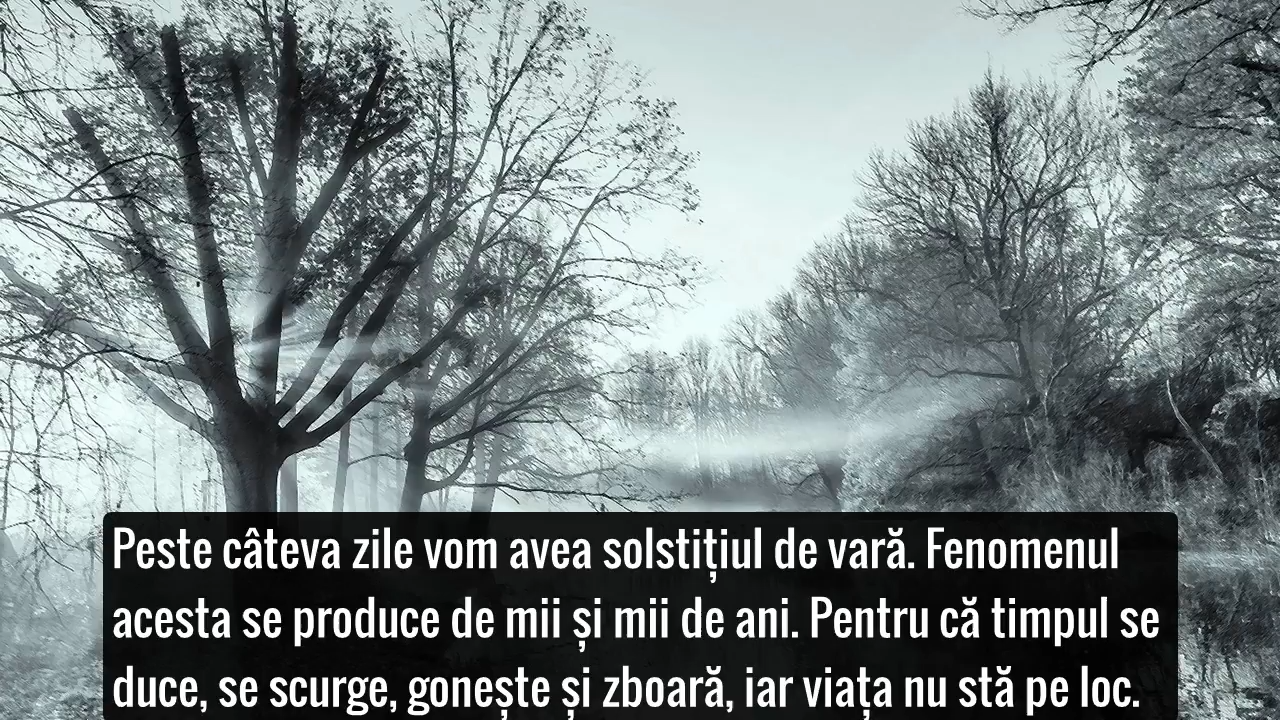 Peste câteva zile vom avea solstițiul de vară. Fenomenul
acesta se produce de mii și mii de ani. Pentru că timpul se
duce, se scurge, gonește și zboară, iar viața nu stă pe loc.